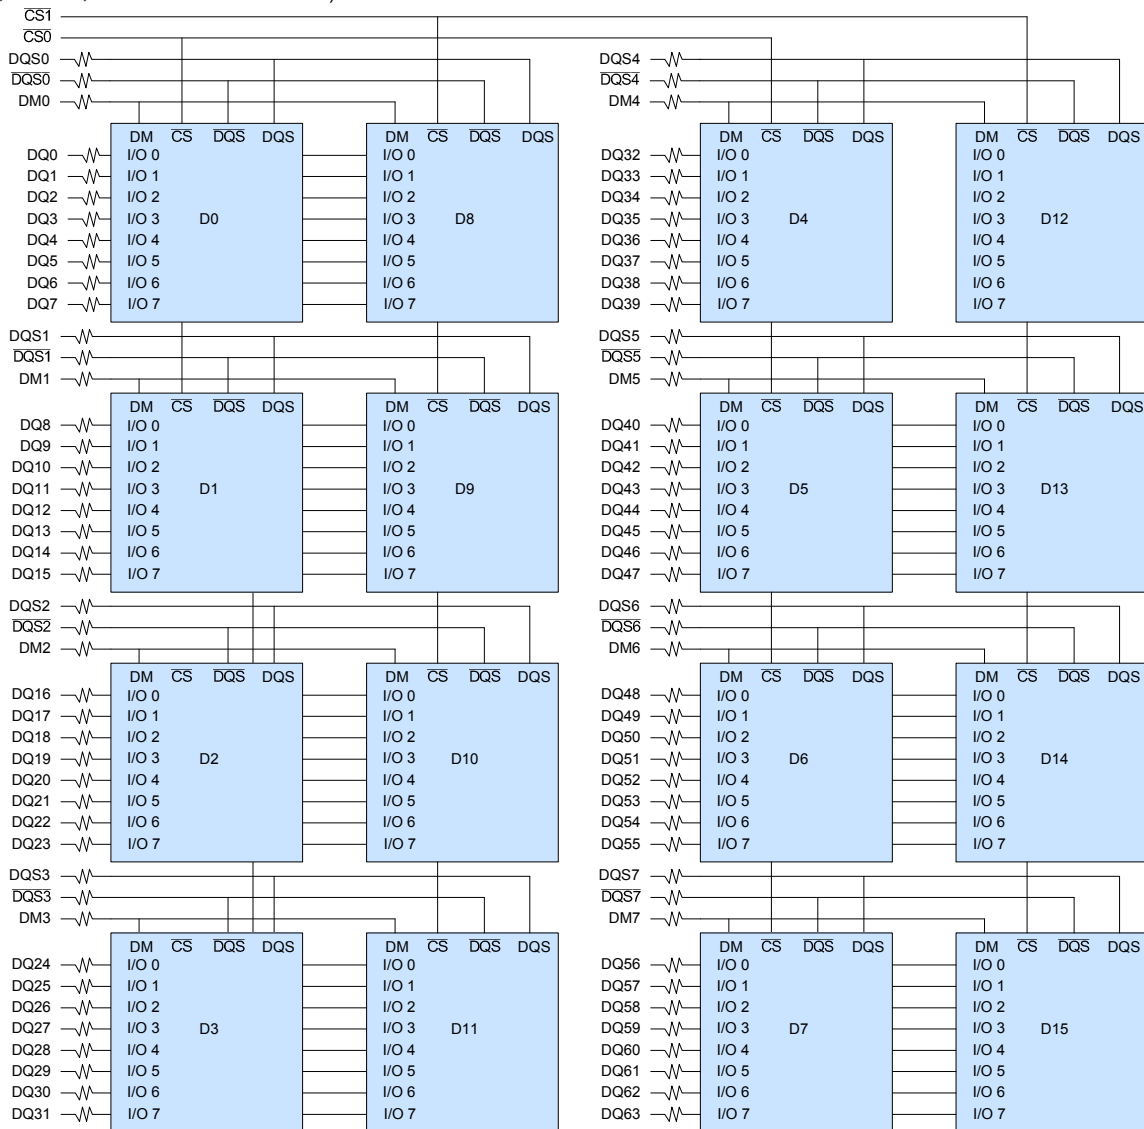 CS1
CS0
DQS0
DQS0
DM0
DM CS DQS DQS
DQ0 I/O 0
DQ1 I/O 1
DQ2 I/O 2
DQ3 I/O 3 D0
DQ4 I/O 4
DQ5 I/O 5
DQ6 I/O 6
DQ7 I/O 7
DM CS DQS DQS
I/O 0
I/O 1
I/O 2
I/O 3 D8
I/O 4
I/O 5
I/O 6
I/O 7
DQS1
DQS1
DM1
DM CS DQS DQS
DQ8 I/O 0
DQ9 I/O 1
DQ10 I/O 2
DQ11 I/O 3 D1
DQ12 I/O 4
DQ13 I/O 5
DQ14 I/O 6
DQ15 I/O 7
DM CS DQS DQS
I/O 0
I/O 1
I/O 2
I/O 3 D9
I/O 4
I/O 5
I/O 6
I/O 7
DQS2
DQS2
DM2
DM CS DQS DQS
DQ16 I/O 0
DQ17 I/O 1
DQ18 I/O 2
DQ19 I/O 3 D2
DQ20 I/O 4
DQ21 I/O 5
DQ22 I/O 6
DQ23 I/O 7
DM CS DQS DQS
I/O 0
I/O 1
I/O 2
I/O 3 D10
I/O 4
I/O 5
I/O 6
I/O 7
DQS3
DQS3
DM3
DM CS DQS DQS
DQ24 I/O 0
DQ25 I/O 1
DQ26 I/O 2
DQ27 I/O 3 D3
DQ28 I/O 4
DQ29 I/O 5
DQ30 I/O 6
DQ31 I/O 7
DM CS DQS DQS
I/O 0
I/O 1
I/O 2
I/O 3 D11
I/O 4
I/O 5
I/O 6
I/O 7
DQS4
DQS4
DM4
DM CS DQS DQS
DQ32 I/O 0
DQ33 I/O 1
DQ34 I/O 2
DQ35 I/O 3 D4
DQ36 I/O 4
DQ37 I/O 5
DQ38 I/O 6
DQ39 I/O 7
DM CS DQS DQS
I/O 0
I/O 1
I/O 2
I/O 3 D12
I/O 4
I/O 5
I/O 6
I/O 7
DQS5
DQS5
DM5
DM CS DQS DQS
DQ40 I/O 0
DQ41 I/O 1
DQ42 I/O 2
DQ43 I/O 3 D5
DQ44 I/O 4
DQ45 I/O 5
DQ46 I/O 6
DQ47 I/O 7
DM CS DQS DQS
I/O 0
I/O 1
I/O 2
I/O 3 D13
I/O 4
I/O 5
I/O 6
I/O 7
DQS6
DQS6
DM6
DM CS DQS DQS
DQ48 I/O 0
DQ49 I/O 1
DQ50 I/O 2
DQ51 I/O 3 D6
DQ52 I/O 4
DQ53 I/O 5
DQ54 I/O 6
DQ55 I/O 7
DM CS DQS DQS
I/O 0
I/O 1
I/O 2
I/O 3 D14
I/O 4
I/O 5
I/O 6
I/O 7
DQS7
DQS7
DM7
DM CS DQS DQS
DQ56 I/O 0
DQ57 I/O 1
DQ58 I/O 2
DQ59 I/O 3 D7
DQ60 I/O 4
DQ61 I/O 5
DQ62 I/O 6
DQ63 I/O 7
DM CS DQS DQS
I/O 0
I/O 1
I/O 2
I/O 3 D15
I/O 4
I/O 5
I/O 6
I/O 7